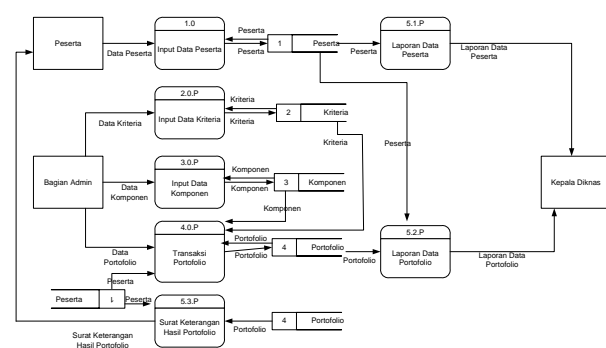 1.0
Peserta
Data Peserta
Input Data Peserta
Peserta
Peserta
1
Peserta
Peserta
5.1.P
Laporan Data
Peserta
Laporan Data
Peserta
2.0.P
Data Kriteria
Input Data Kriteria
Kriteria
Kriteria
2
Kriteria
Kriteria
Peserta
3.0.P
Bagian Admin
Data
Komponen
Input Data
Komponen
Komponen
Komponen
3
Komponen
Komponen
Kepala Diknas
4.0.P
Data
Portofolio
Transaksi
Portofolio
Portofolio
Portofolio
4
Portofolio
Portofolio
5.2.P
Laporan Data
Portofolio
Laporan Data
Portofolio
Peserta
Peserta
1
Peserta
5.3.P
Surat Keterangan
Hasil Portofolio
Portofolio
4
Portofolio
Surat Keterangan
Hasil Portofolio